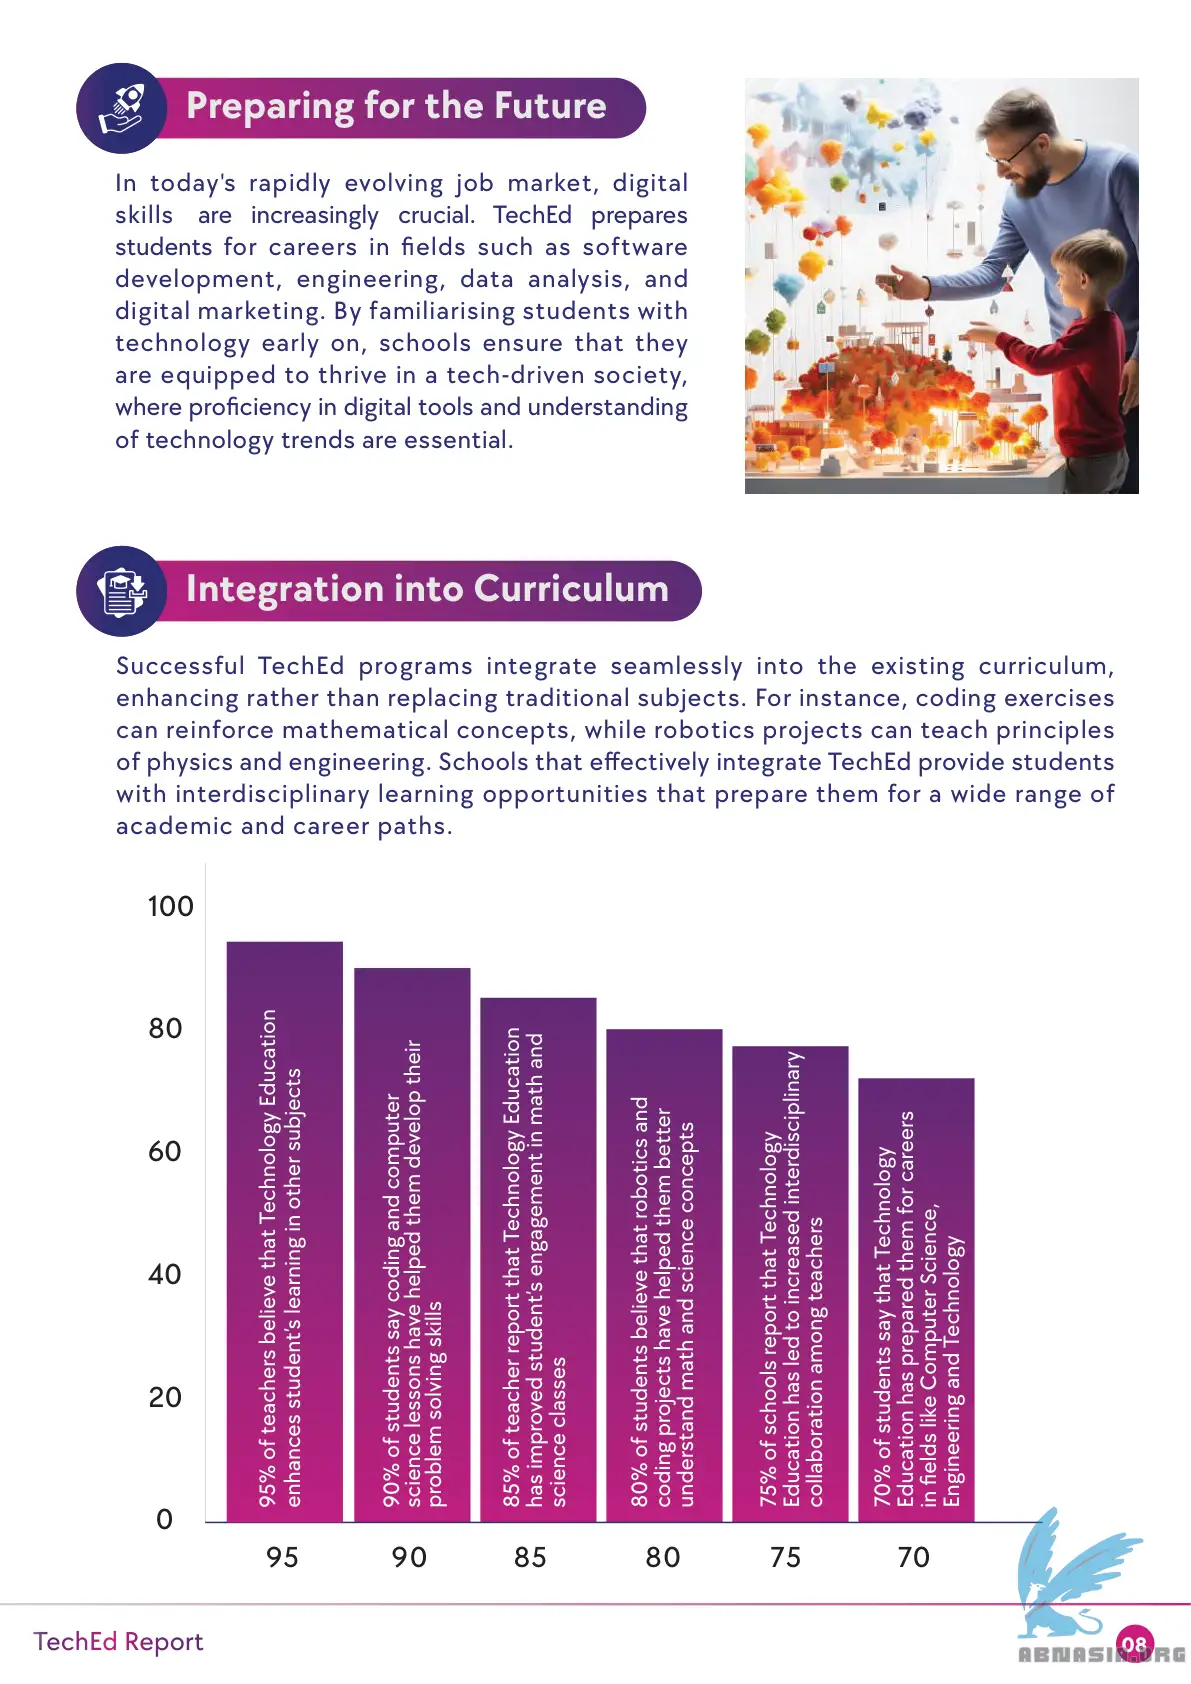 Preparing for the Future
In today's rapidly evolving job market, digital
skills are increasingly crucial. TechEd prepares
students for careers in fields such as software
development, engineering, data analysis, and
digital marketing. By familiarising students with
technology early on, schools ensure that they
are equipped to thrive in a tech-driven society,
where proficiency in digital tools and understanding
of technology trends are essential.
Integration into Curriculum
Successful TechEd programs integrate seamlessly into the existing curriculum,
enhancing rather than replacing traditional subjects. For instance, coding exercises
can reinforce mathematical concepts, while robotics projects can teach principles
of physics and engineering. Schools that effectively integrate TechEd provide students
with interdisciplinary learning opportunities that prepare them for a wide range of
academic and career paths.
100
80
60
40
20
0
95% of teachers believe that Technology Education
enhances student's learning in other subjects
90% of students say coding and computer
science lessons have helped them develop their
problem solving skills
85% of teacher report that Technology Education
has improved student's engagement in math and
science classes
80% of students believe that robotics and
coding projects have helped them better
understand math and science concepts
75% of schools report that Technology
Education has led to increased interdisciplinary
collaboration among teachers
70% of students say that Technology
Education has prepared them for careers
in fields like Computer Science,
Engineering and Technology
95 90 85 80 75 70
TechEd Report
08
ABNASIA.ORG